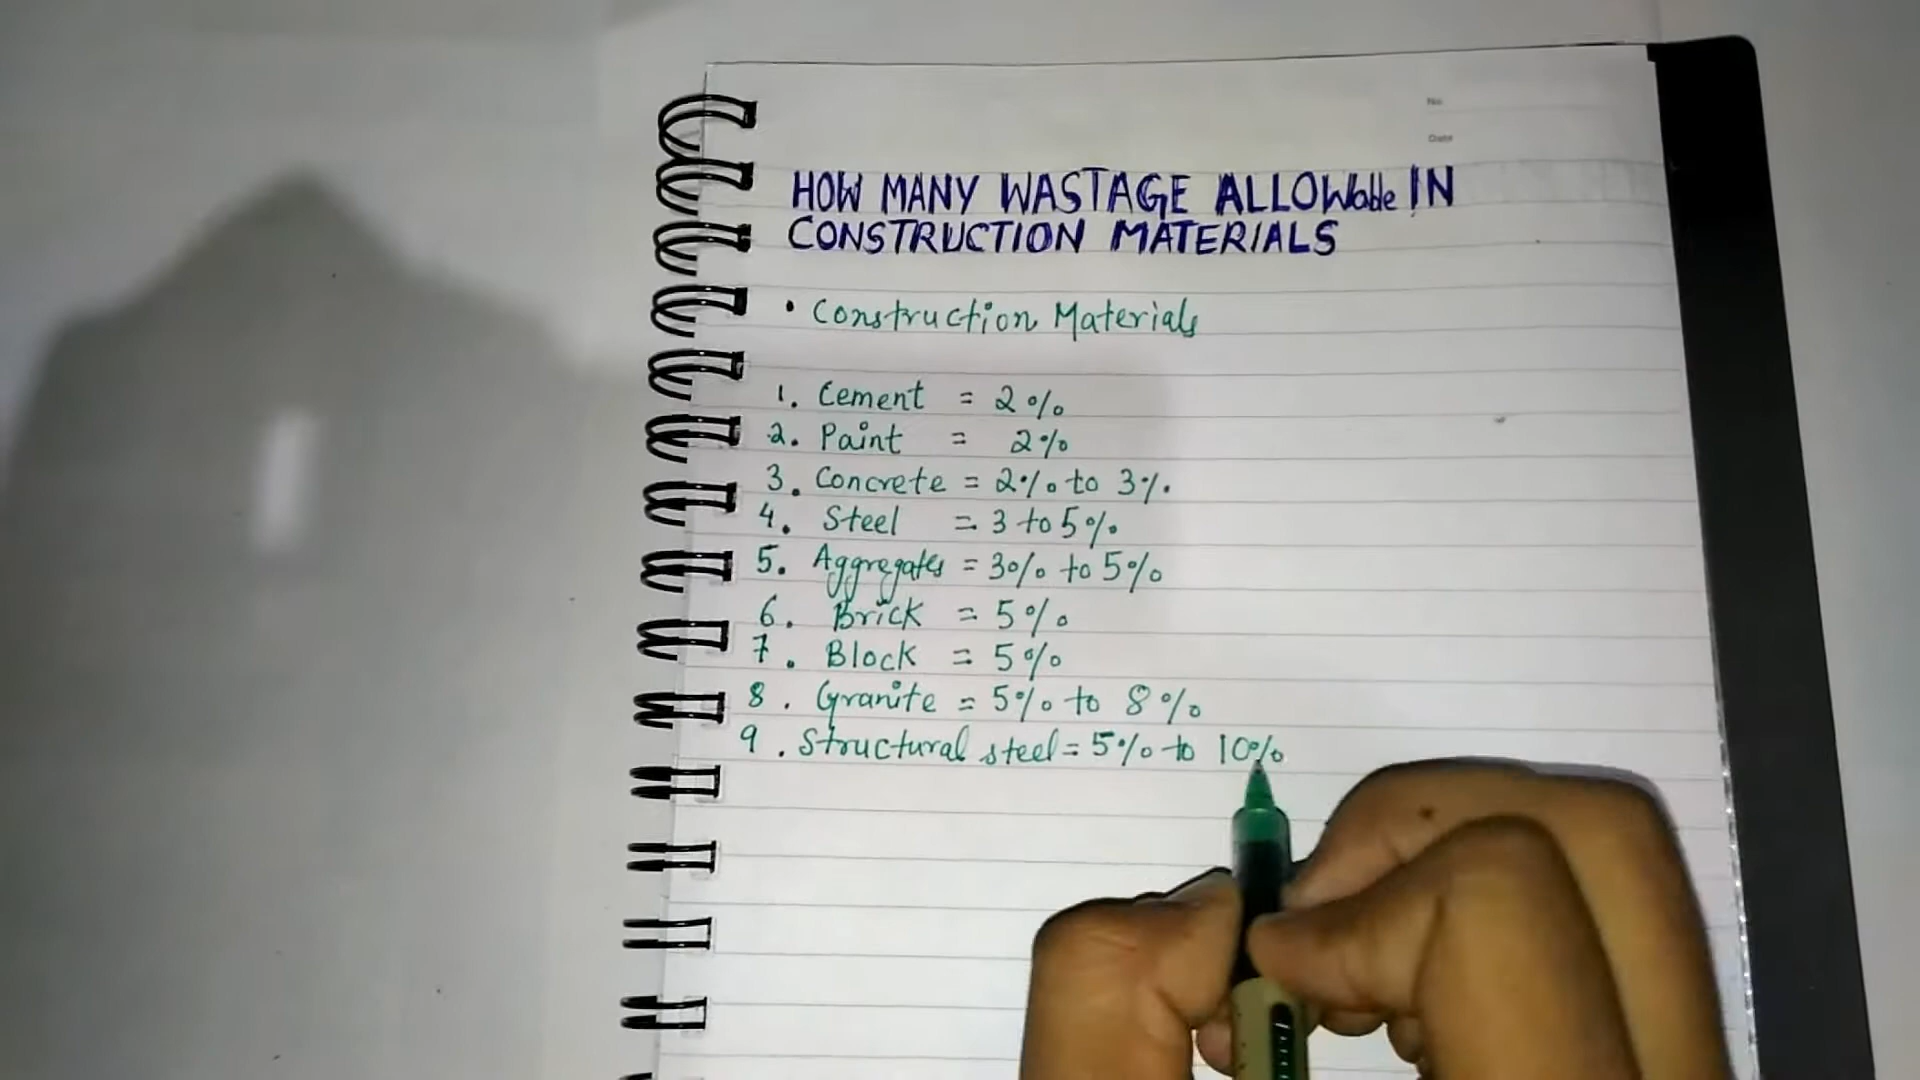 No
Date
HOW MANY WASTAGE ALLOWable IN
CONSTRUCTION MATERIALS
• Construction Materials
1. Cement = 2%
2. Paint = 2%
3. Concrete = 2% to 3%
4. Steel = 3 to 5%
5. Aggregates = 3% to 5%
6. Brick = 5%
7. Block = 5%
8. Granite = 5% to 8%
9. Structural steel = 5% to 10%